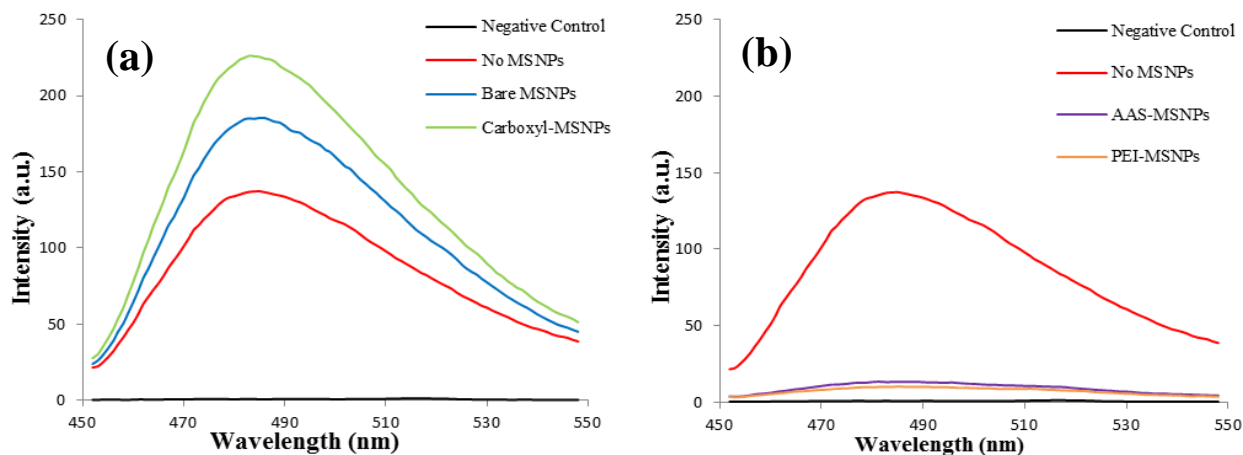 (a)
Negative Control
No MSNPs
Bare MSNPs
Carboxyl-MSNPs
Intensity (a.u.)
250
200
150
100
50
0
450
470
490
510
530
550
Wavelength (nm)
(b)
Negative Control
No MSNPs
AAS-MSNPs
PEI-MSNPs
Intensity (a.u.)
250
200
150
100
50
0
450
470
490
510
530
550
Wavelength (nm)